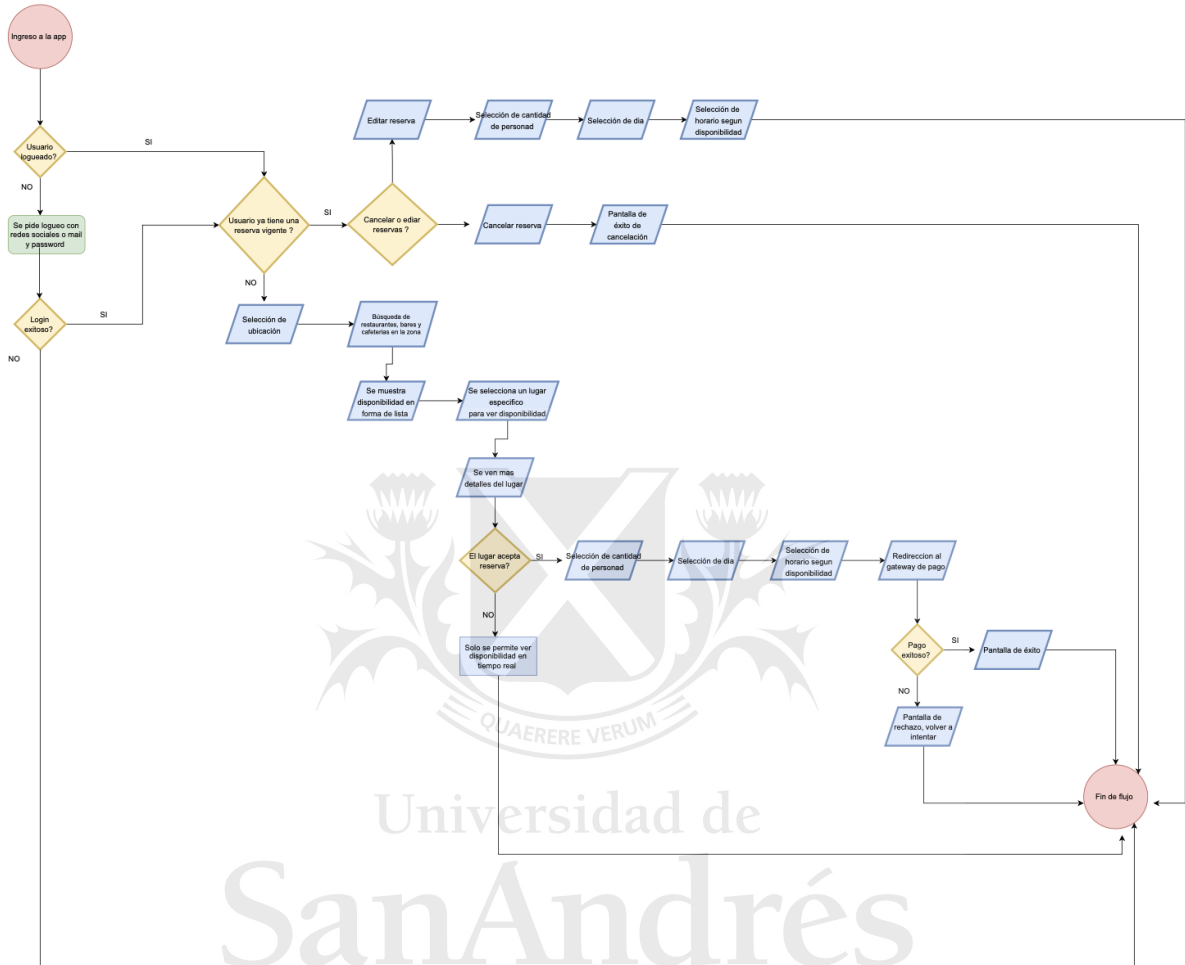 Ingreso a la app
Usuario
logueado?
SI
NO
Se pide logueo con
redes sociales o mail
y password
Login
exitoso?
SI
NO
Usuario ya tiene una
reserva vigente ?
SI
NO
Cancelar o ediar
reservas ?
Editar reserva
Selección de cantidad
de personad
Selección de dia
Selección de
horario segun
disponibilidad
Cancelar reserva
Pantalla de
éxito de
cancelación
Selección de
ubicación
Búsqueda de
restaurantes, bares y
cafeterias en la zona
Se muestra
disponibilidad en
forma de lista
Se selecciona un lugar
especifico
para ver disponibilidad
Se ven mas
detalles del lugar
El lugar acepta
reserva?
SI
NO
Selección de cantidad
de personad
Selección de dia
Selección de
horario segun
disponibilidad
Redireccion al
gateway de pago
Solo se permite ver
disponibilidad en
tiempo real
Pago
exitoso?
SI
NO
Pantalla de éxito
Pantalla de
rechazo, volver a
intentar
Fin de flujo
QUAERERE VERUM
Universidad de
SanAndrés